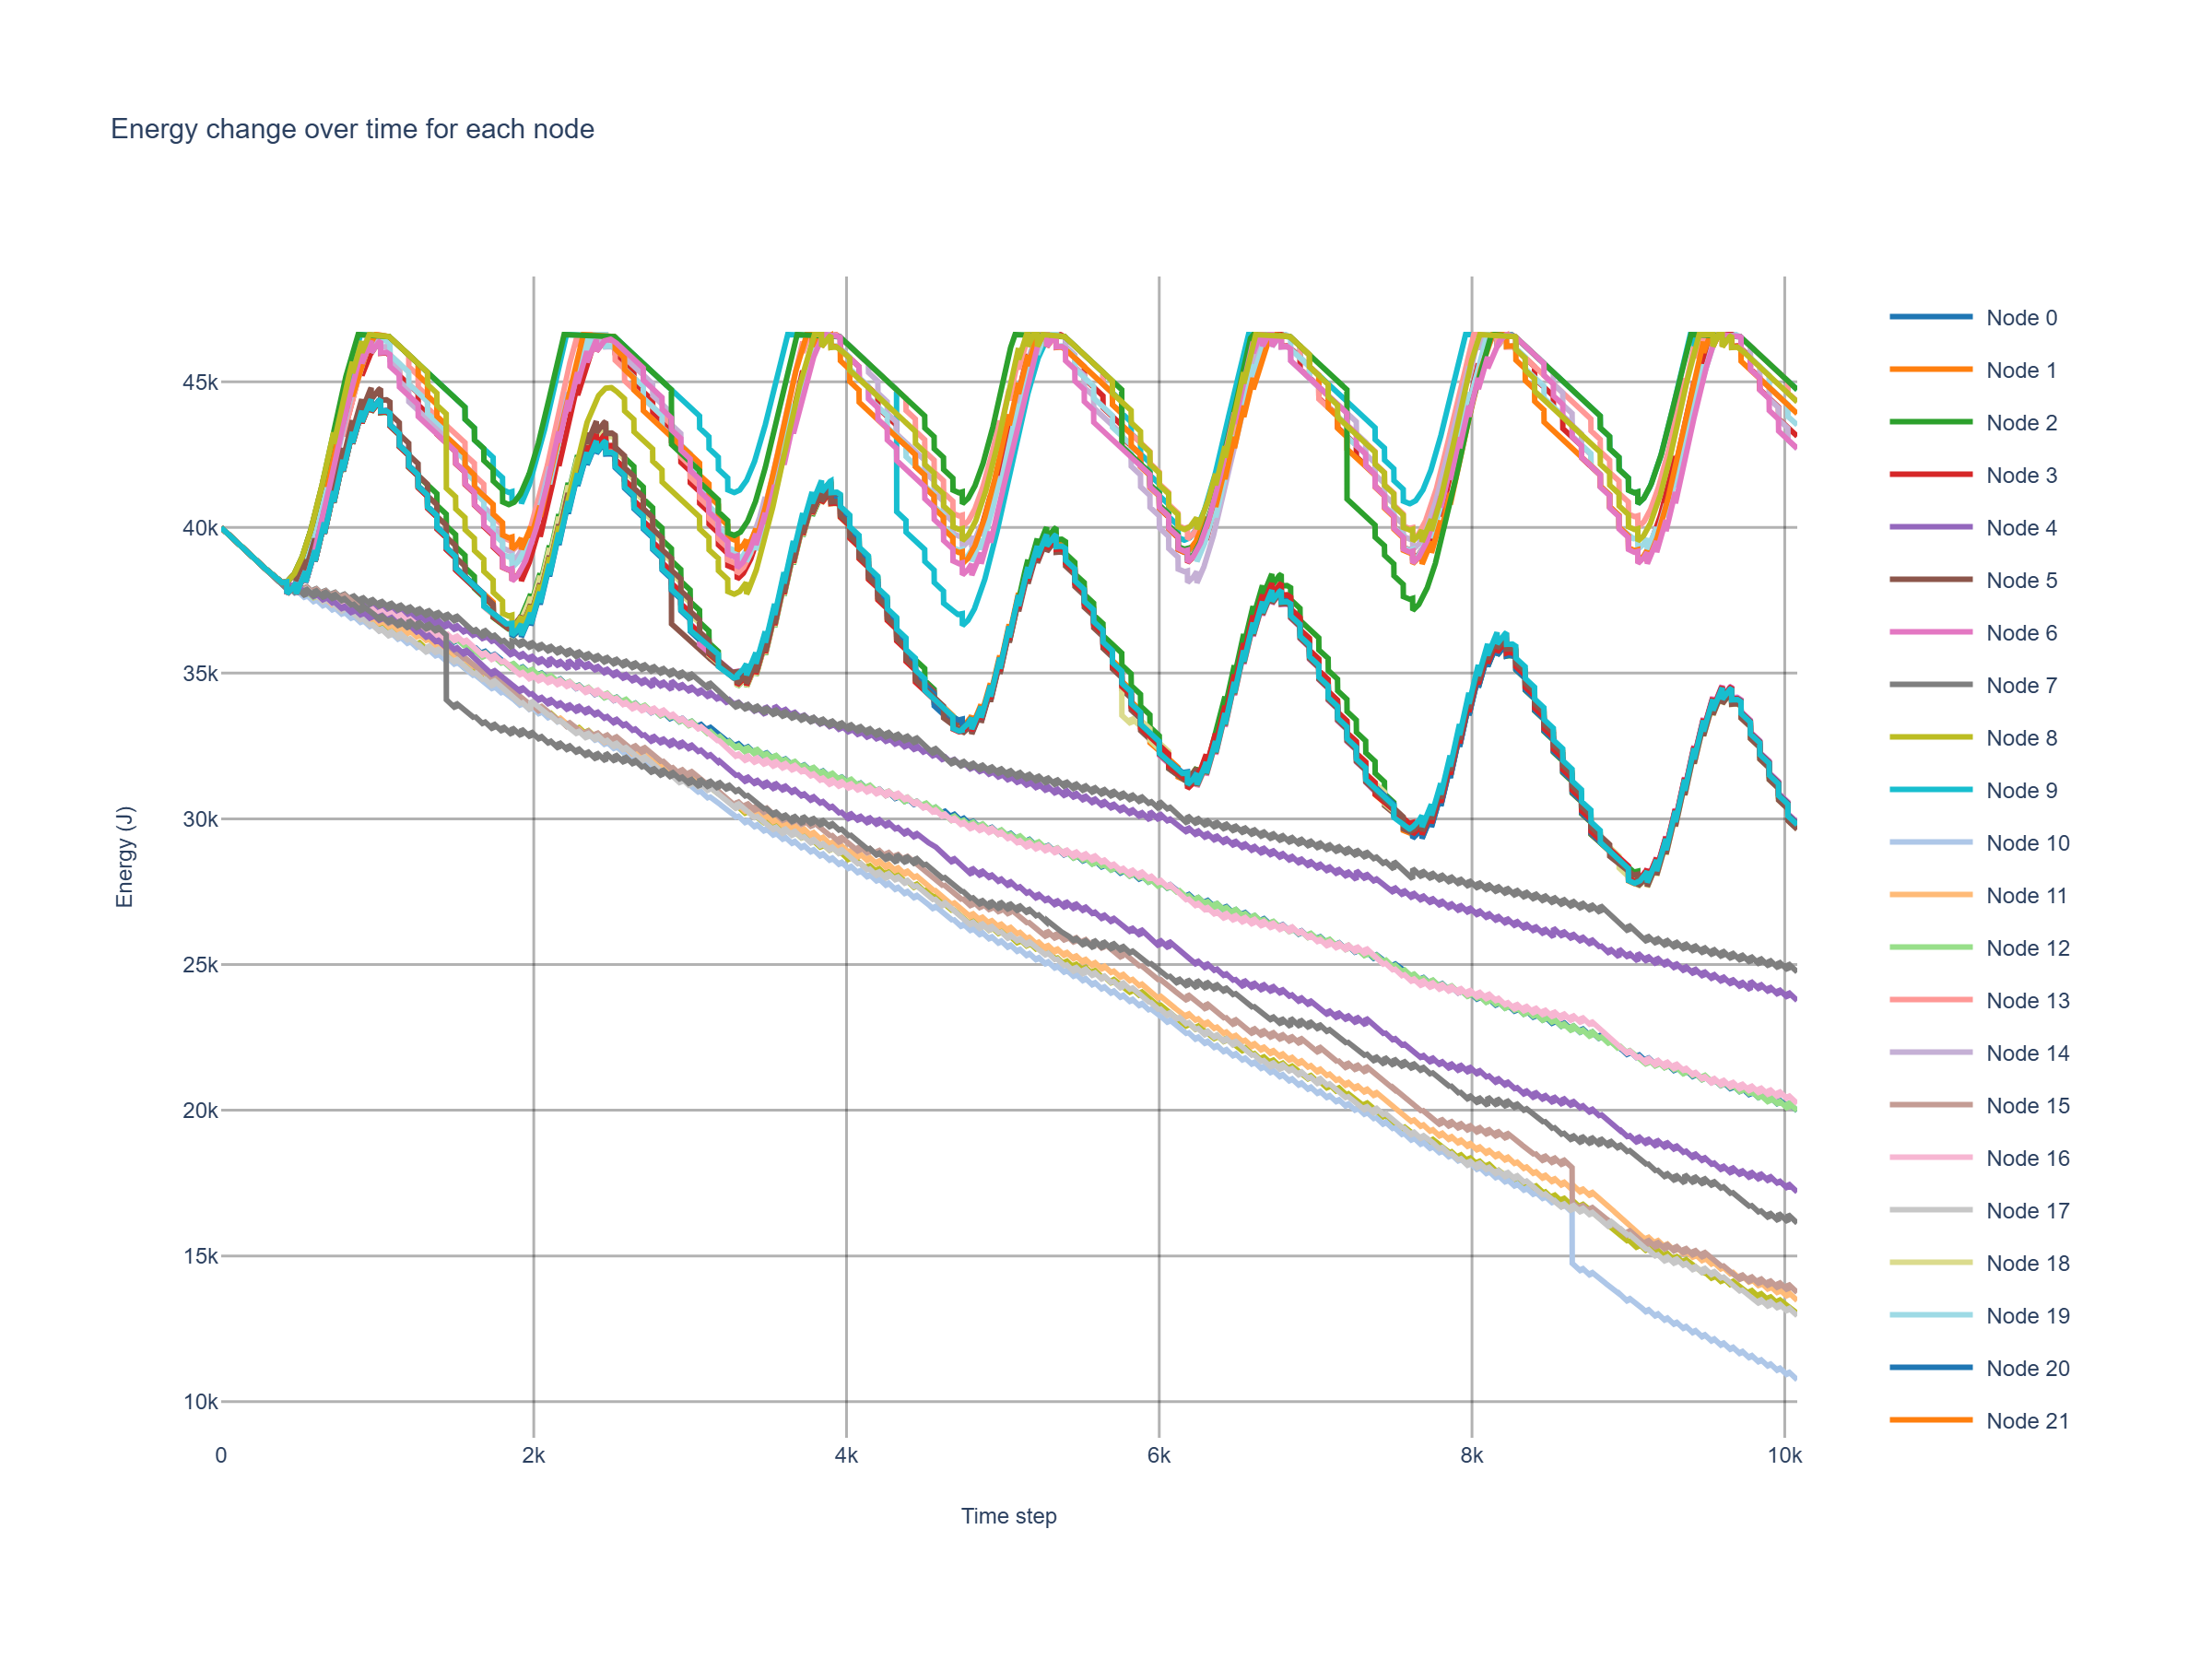 Energy change over time for each node
45k
40k
35k
30k
25k
20k
15k
10k
Energy (J)
0
2k
4k
6k
8k
10k
Time step
Node 0
Node 1
Node 2
Node 3
Node 4
Node 5
Node 6
Node 7
Node 8
Node 9
Node 10
Node 11
Node 12
Node 13
Node 14
Node 15
Node 16
Node 17
Node 18
Node 19
Node 20
Node 21